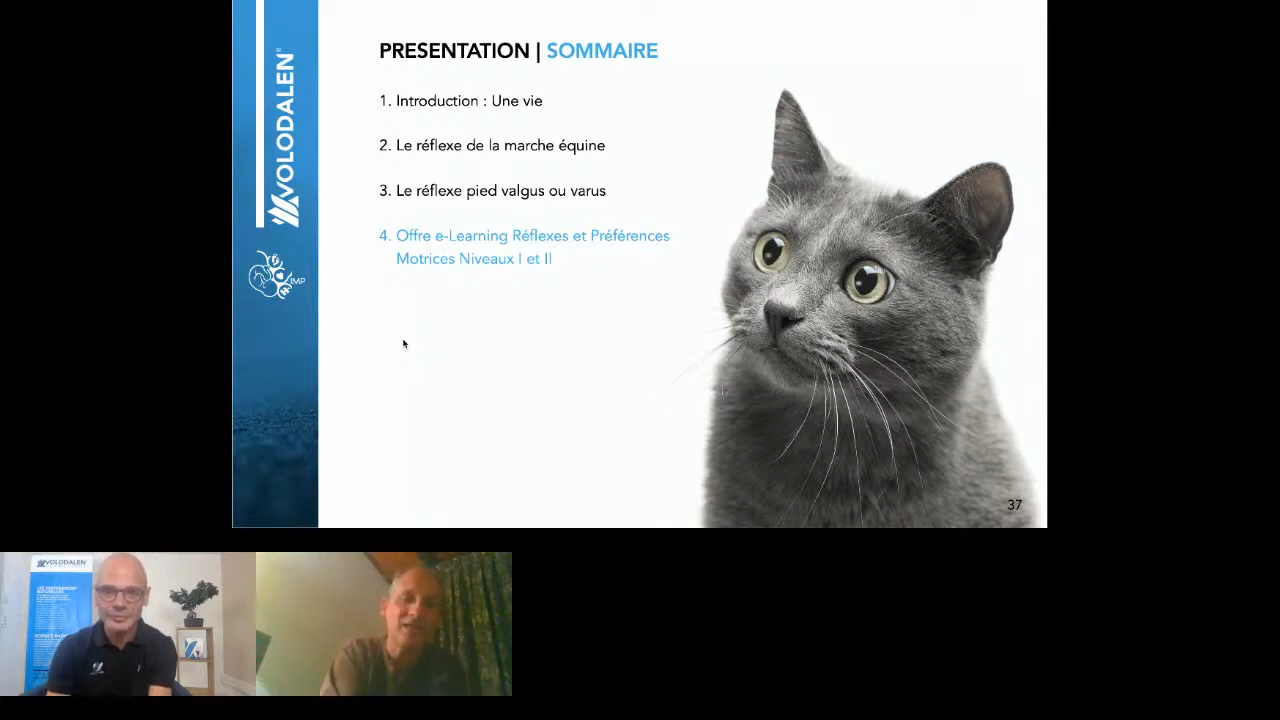 PRESENTATION | SOMMAIRE
1. Introduction : Une vie
2. Le réflexe de la marche équine
3. Le réflexe pied valgus ou varus
4. Offre e-Learning Réflexes et Préférences
Motrices Niveaux I et II
VOLODALEN
IMP
37
VOLODALEN